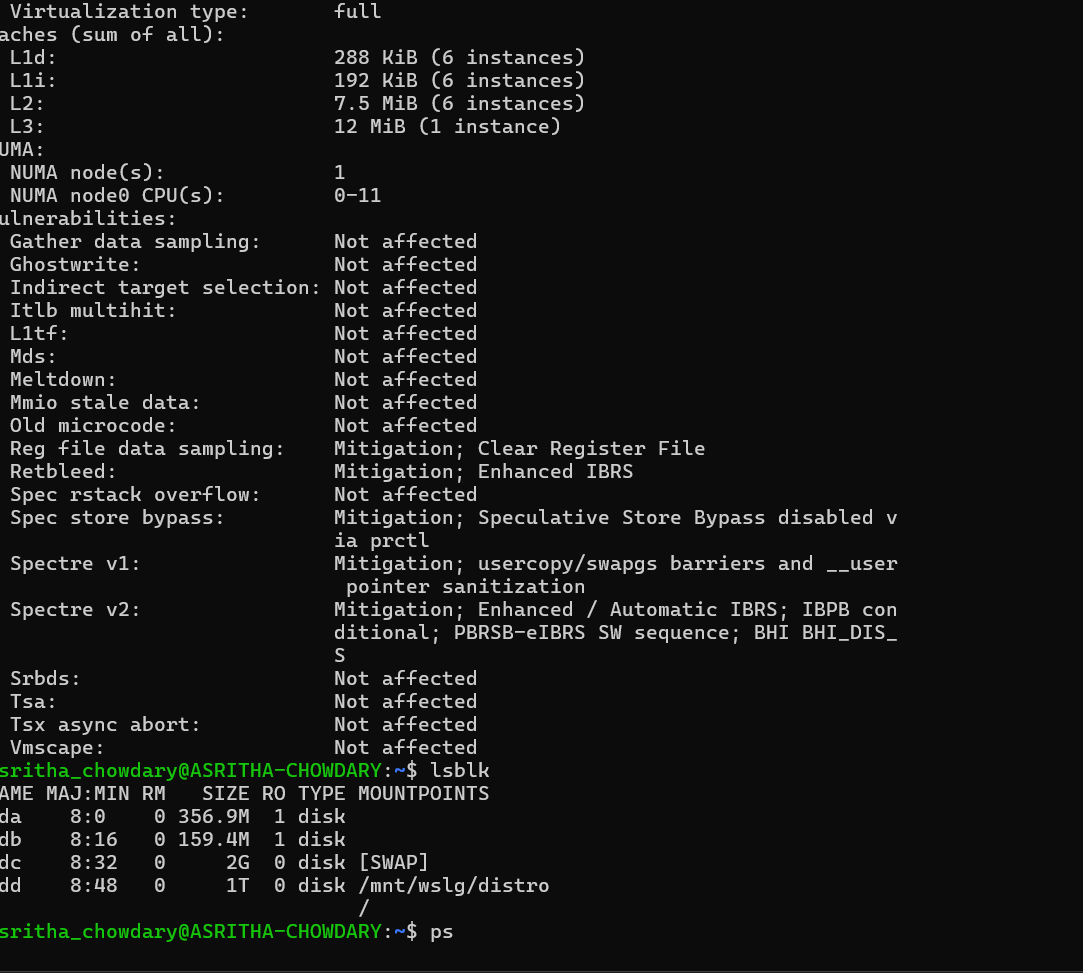 Virtualization type: full
aches (sum of all):
L1d: 288 KiB (6 instances)
L1i: 192 KiB (6 instances)
L2: 7.5 MiB (6 instances)
L3: 12 MiB (1 instance)
UMA:
NUMA node(s): 1
NUMA node0 CPU(s): 0-11
ulnerabilities:
Gather data sampling: Not affected
Ghostwrite: Not affected
Indirect target selection: Not affected
Itlb multihit: Not affected
L1tf: Not affected
Mds: Not affected
Meltdown: Not affected
Mmio stale data: Not affected
Old microcode: Not affected
Reg file data sampling: Mitigation; Clear Register File
Retbleed: Mitigation; Enhanced IBRS
Spec rstack overflow: Not affected
Spec store bypass: Mitigation; Speculative Store Bypass disabled v
ia prctl
Spectre v1: Mitigation; usercopy/swapgs barriers and __user
pointer sanitization
Spectre v2: Mitigation; Enhanced / Automatic IBRS; IBPB con
ditional; PBRSB-eIBRS SW sequence; BHI BHI_DIS_
S
Srbds: Not affected
Tsa: Not affected
Tsx async abort: Not affected
Vmscape: Not affected
sritha_chowdary@ASRITHA-CHOWDARY:~$ lsblk
AME MAJ:MIN RM SIZE RO TYPE MOUNTPOINTS
da 8:0 0 356.9M 1 disk
db 8:16 0 159.4M 1 disk
dc 8:32 0 2G 0 disk [SWAP]
dd 8:48 0 1T 0 disk /mnt/wslg/distro
/
sritha_chowdary@ASRITHA-CHOWDARY:~$ ps